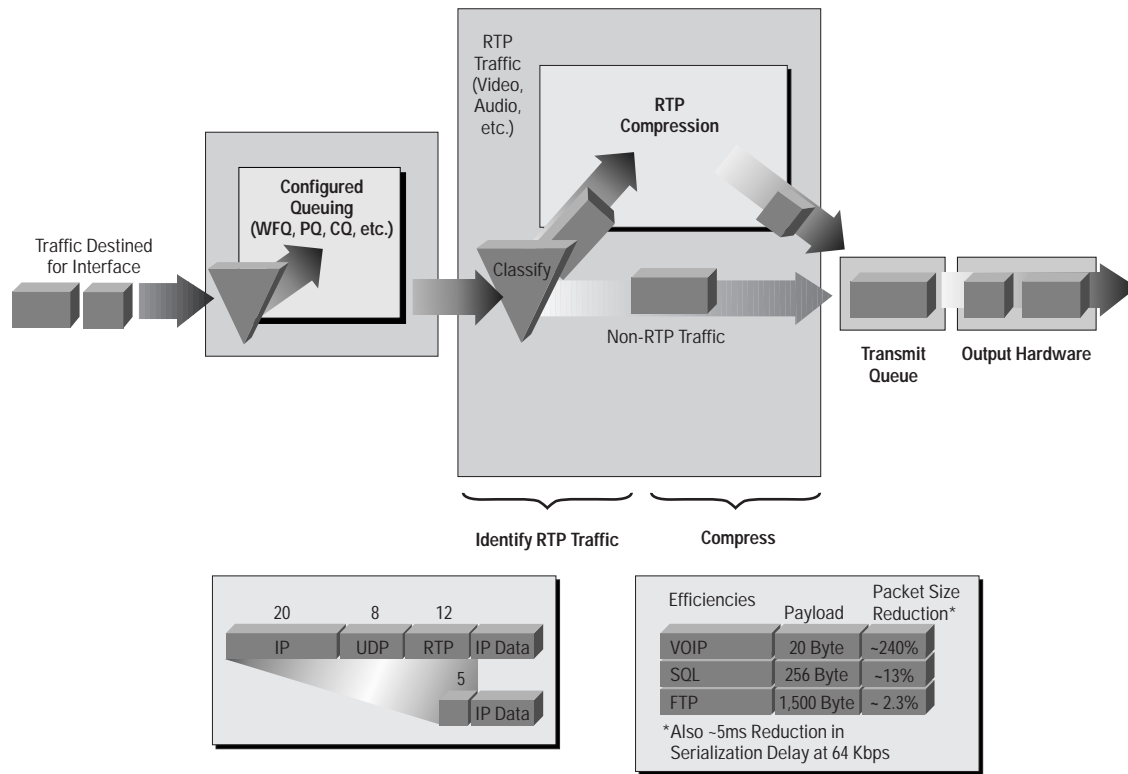 RTP
Traffic
(Video,
Audio,
etc.)
RTP
Compression
Configured
Queuing
(WFQ, PQ, CQ, etc.)
Traffic Destined
for Interface
Classify
Non-RTP Traffic
Transmit
Queue
Output Hardware
Identify RTP Traffic
Compress
20 8 12
IP UDP RTP IP Data
5
IP Data
Efficiencies Payload Packet Size
Reduction*
VOIP 20 Byte ~240%
SQL 256 Byte ~13%
FTP 1,500 Byte ~ 2.3%
*Also ~5ms Reduction in
Serialization Delay at 64 Kbps